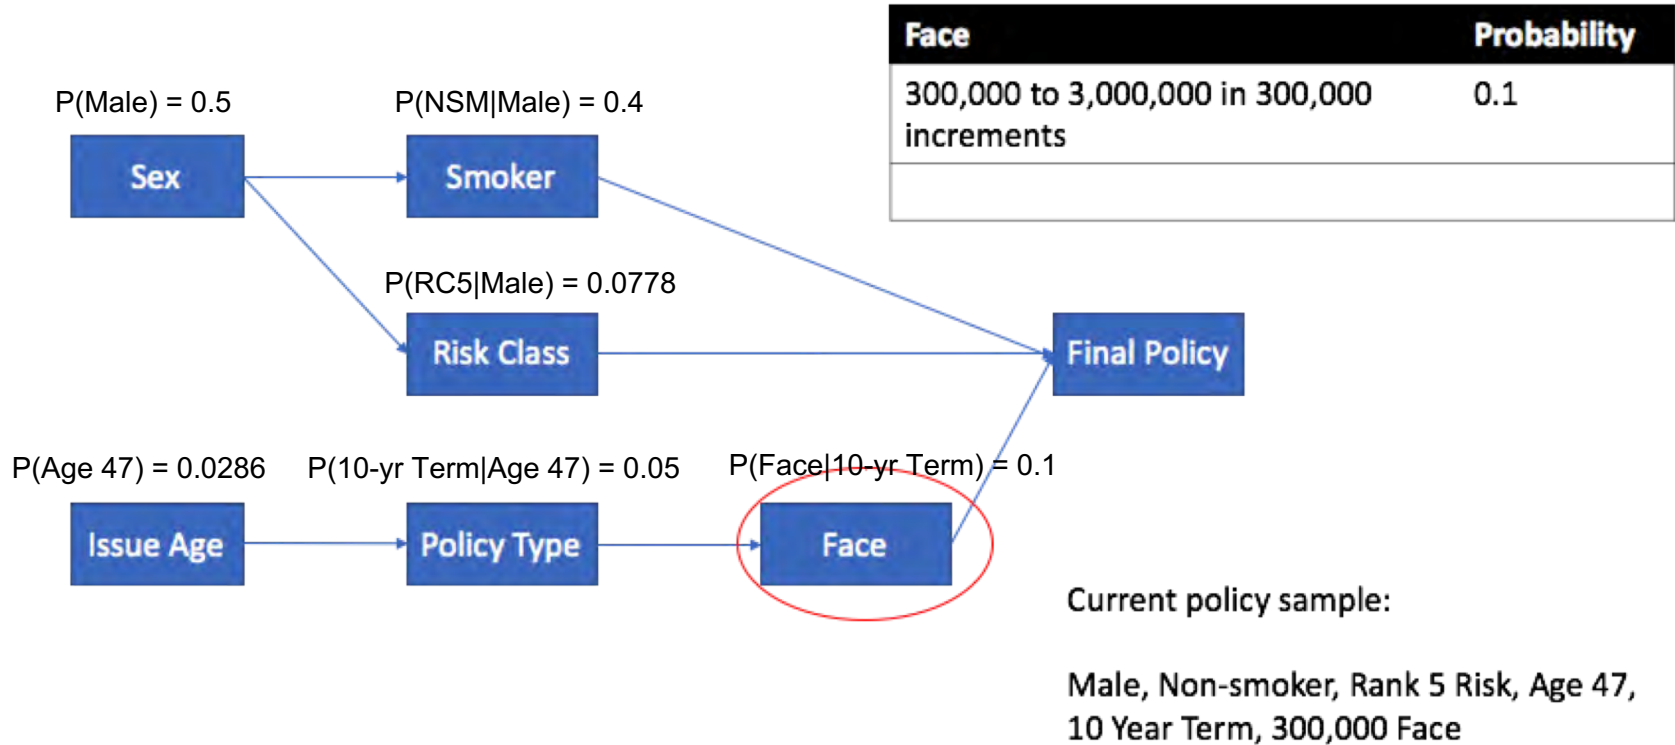 Face Probability
300,000 to 3,000,000 in 300,000 0.1
increments
P(Male) = 0.5 P(NSM|Male) = 0.4
Sex Smoker
P(RC5|Male) = 0.0778
Risk Class Final Policy
P(Age 47) = 0.0286 P(10-yr Term|Age 47) = 0.05 P(Face|10-yr Term) = 0.1
Issue Age Policy Type Face
Current policy sample:
Male, Non-smoker, Rank 5 Risk, Age 47,
10 Year Term, 300,000 Face